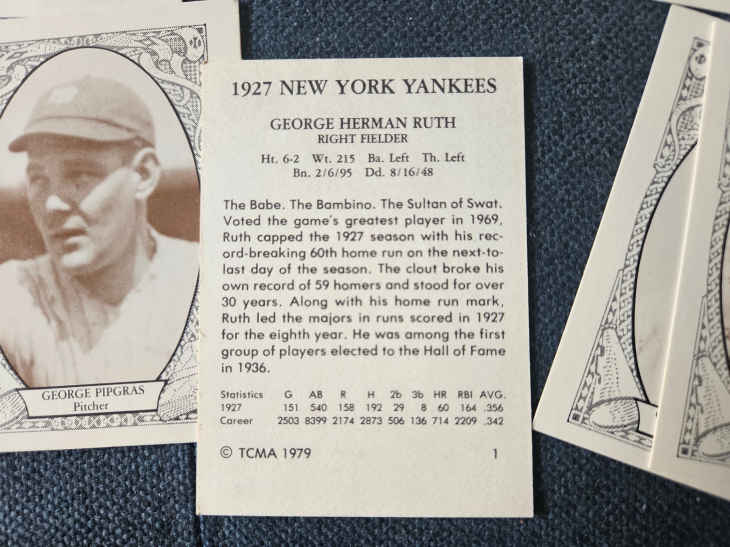 1927 NEW YORK YANKEES
GEORGE HERMAN RUTH
RIGHT FIELDER
Ht. 6-2 Wt. 215 Ba. Left Th. Left
Bn. 2/6/95 Dd. 8/16/48
The Babe. The Bambino. The Sultan of Swat.
Voted the game's greatest player in 1969,
Ruth capped the 1927 season with his rec-
ord-breaking 60th home run on the next-to-
last day of the season. The clout broke his
own record of 59 homers and stood for over
30 years. Along with his home run mark,
Ruth led the majors in runs scored in 1927
for the eighth year. He was among the first
group of players elected to the Hall of Fame
in 1936.
Statistics G AB R H 2b 3b HR RBI AVG.
1927 151 540 158 192 29 8 60 164 .356
Career 2503 8399 2174 2873 506 136 714 2209 .342
© TCMA 1979 1
GEORGE PIPGRAS
Pitcher